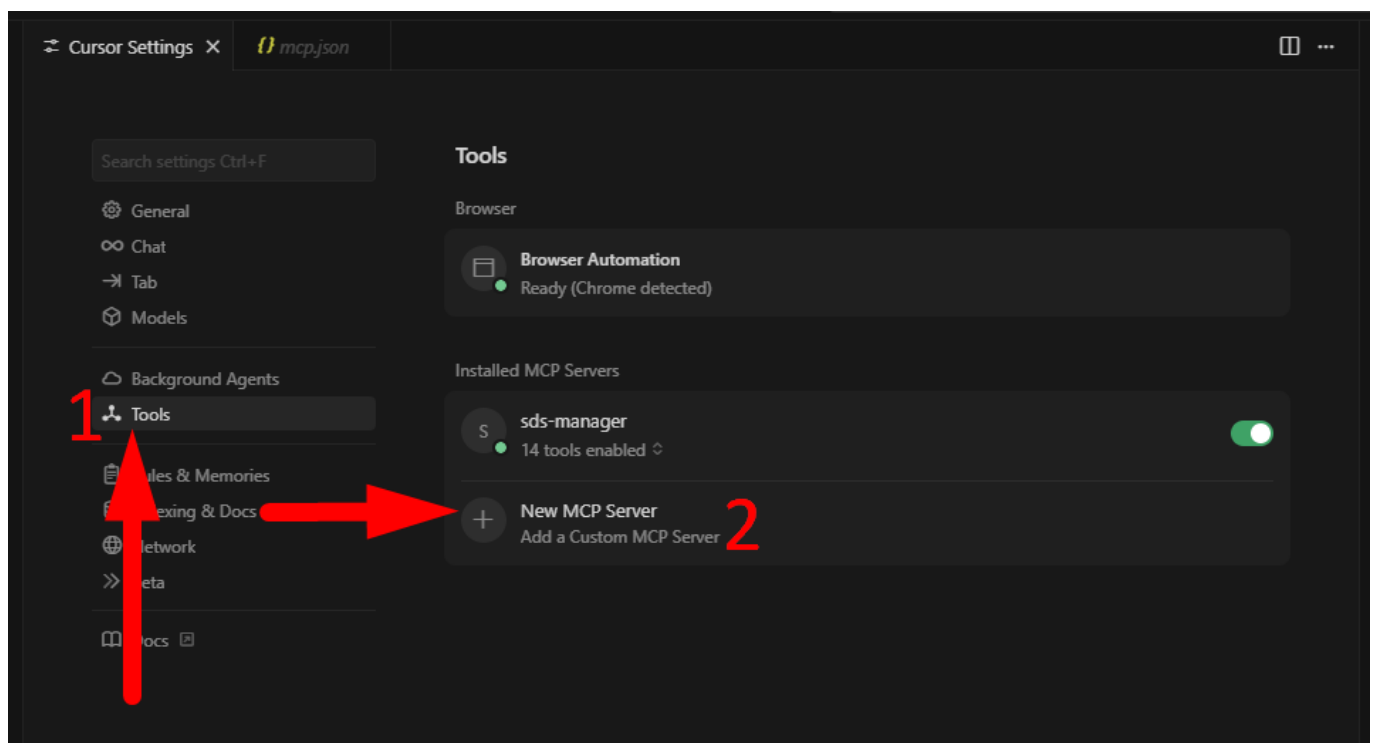 Cursor Settings
{} mcp.json
Search settings Ctrl+F
General
Chat
Tab
Models
Background Agents
1
Tools
& Memories
& Docs
Docs
Tools
Browser
Browser Automation
Ready (Chrome detected)
Installed MCP Servers
S
sds-manager
14 tools enabled
New MCP Server
Add a Custom MCP Server
2